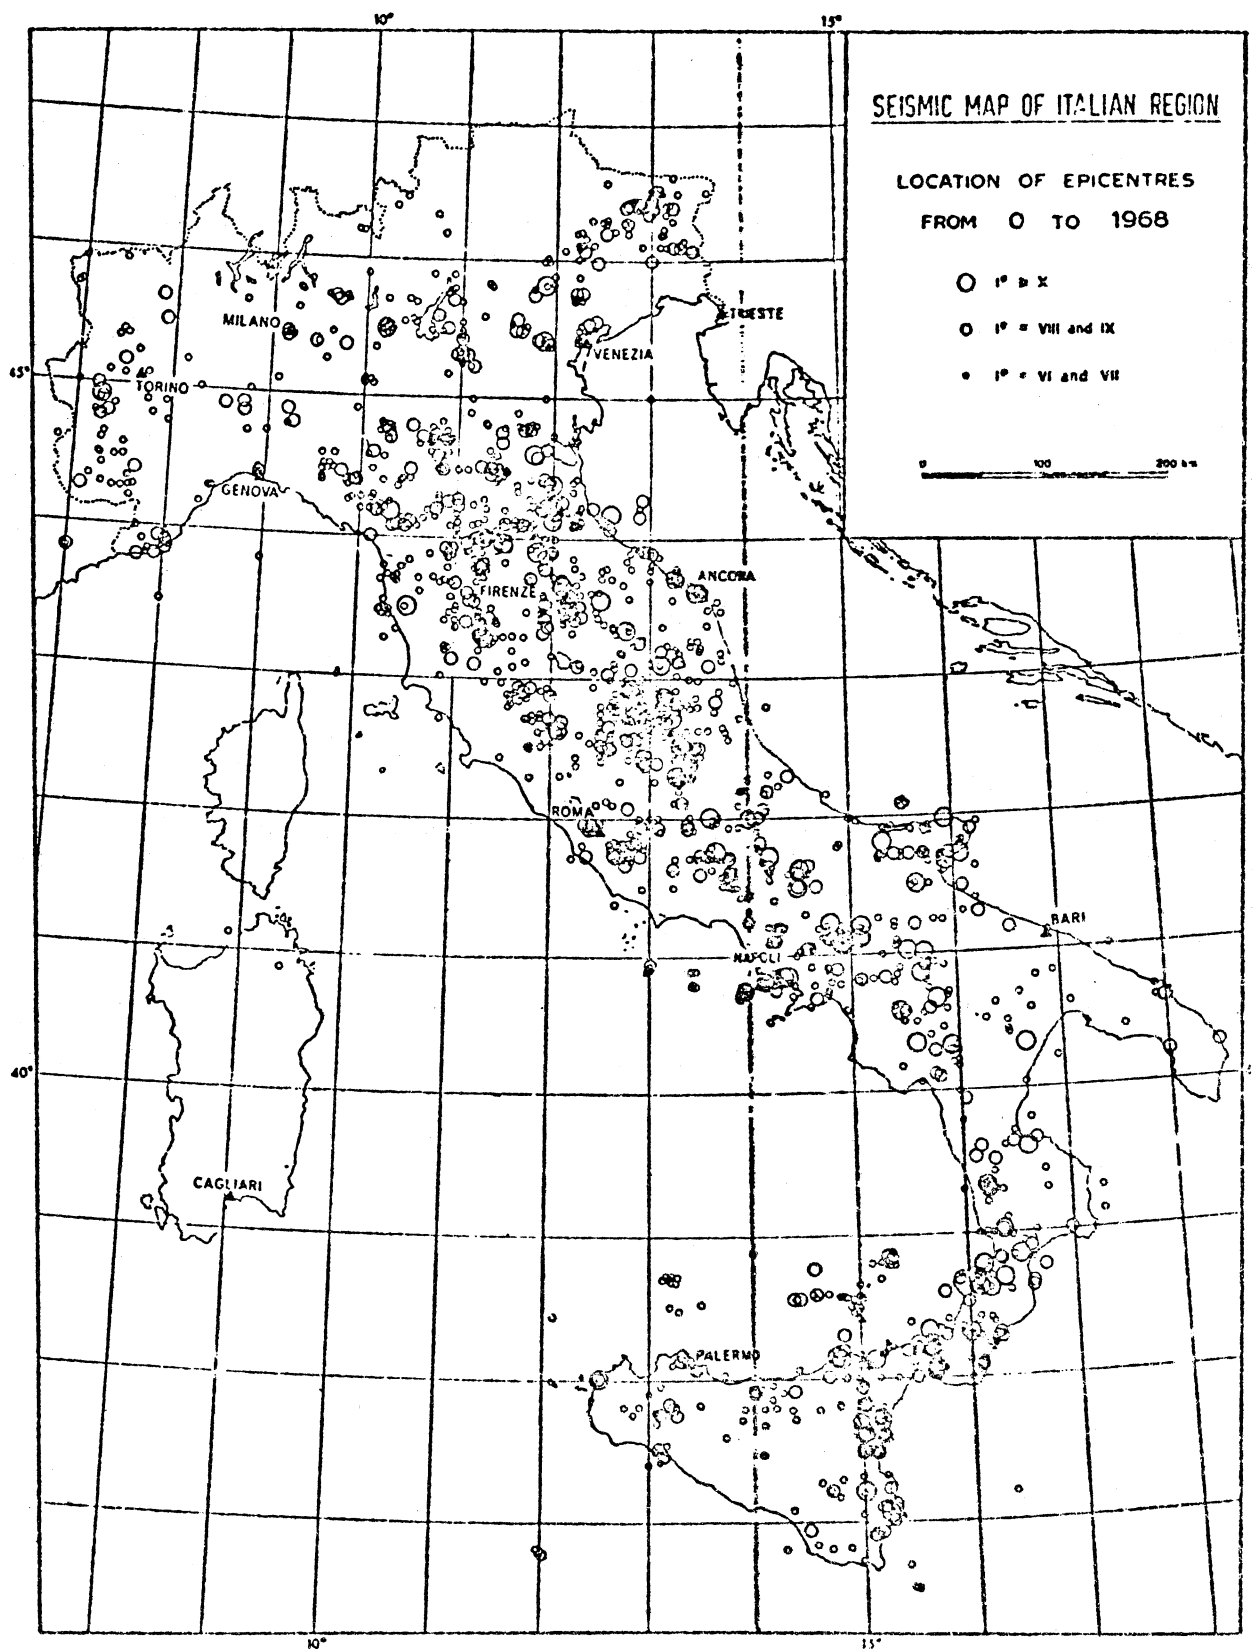 10°
15°
SEISMIC MAP OF ITALIAN REGION
LOCATION OF EPICENTRES
FROM 0 TO 1968
I° ≥ X
I° = VIII and IX
I° = VI and VII
0 100 200 km
MILANO
TRIESTE
VENEZIA
45°
TORINO
GENOVA
ANCONA
FIRENZE
ROMA
BARI
NAPOLI
40°
CAGLIARI
PALERMO
10°
15°